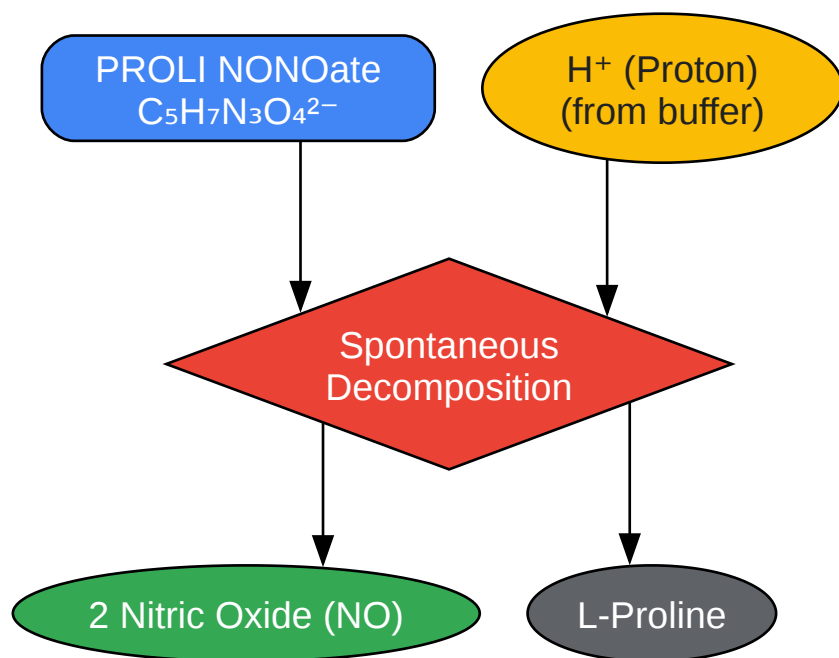 PROLI NONOate
C₅H₇N₃O₄²⁻
H⁺ (Proton)
(from buffer)
Spontaneous
Decomposition
2 Nitric Oxide (NO)
L-Proline